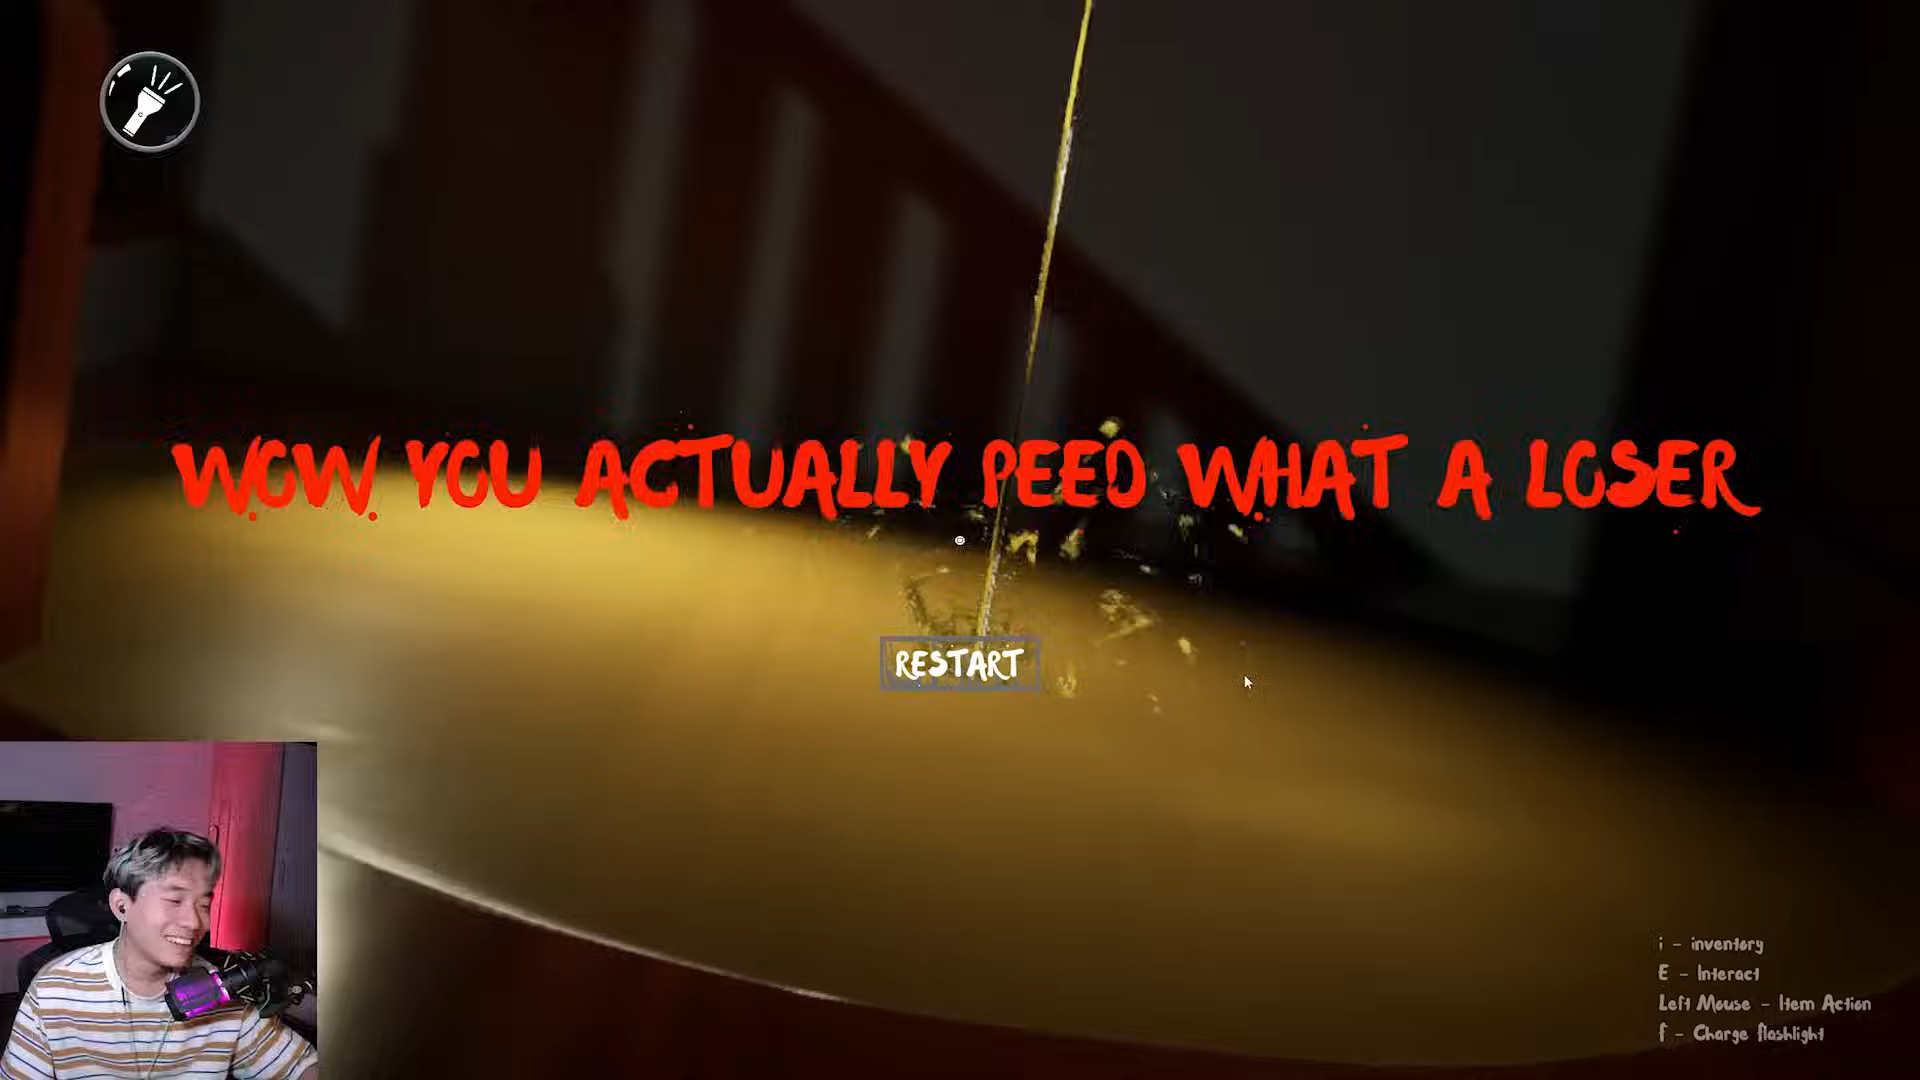 WOW YOU ACTUALLY PEED WHAT A LOSER
RESTART
i - inventory
E - Interact
Left Mouse - Item Action
f - Charge flashlight